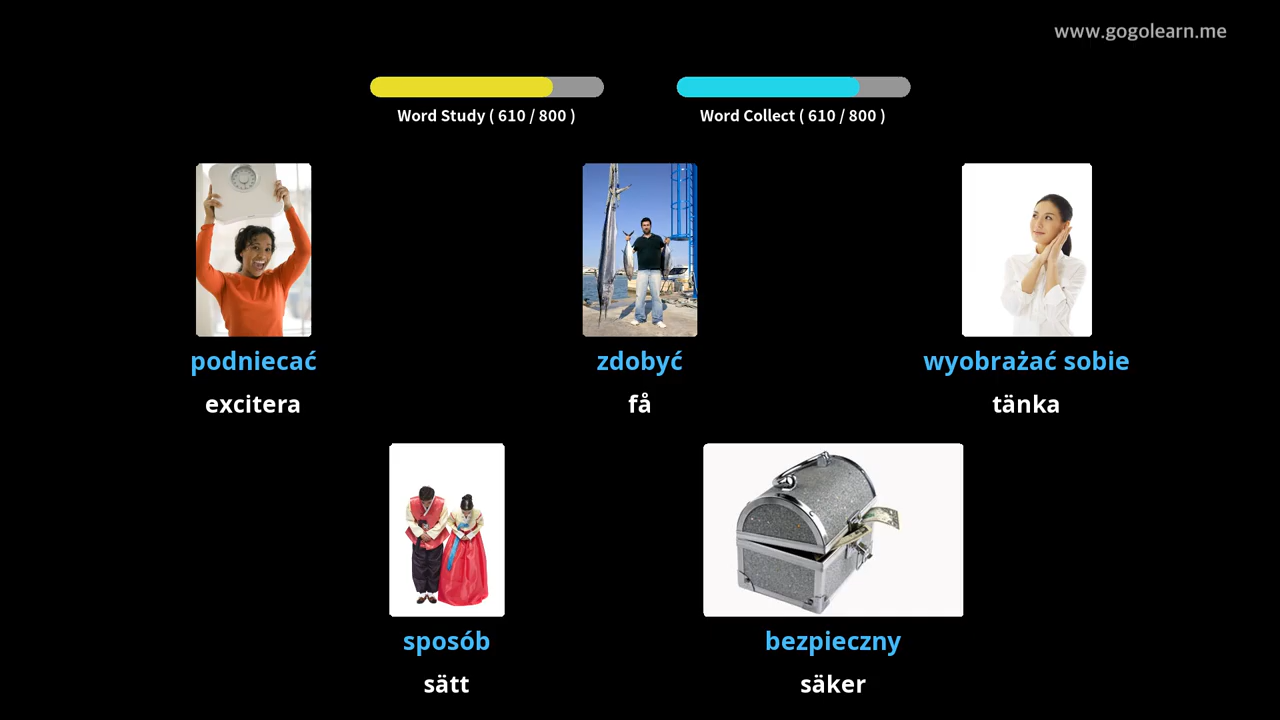 www.gogolearn.me
Word Study ( 610 / 800 )
Word Collect ( 610 / 800 )
podniecać
zdobyć
wyobrażać sobie
excitera
få
tänka
sposób
bezpieczny
sätt
säker